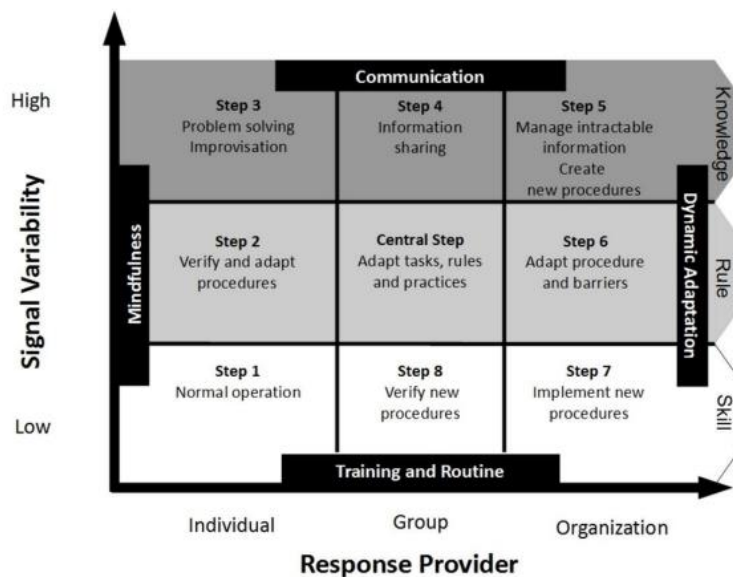 Communication
High
Step 3
Problem solving
Improvisation
Step 4
Information
sharing
Step 5
Manage intractable
information
Create
new procedures
Knowledge
Signal Variability
Mindfulness
Step 2
Verify and adapt
procedures
Central Step
Adapt tasks, rules
and practices
Step 6
Adapt procedure
and barriers
Dynamic Adaptation
Rule
Low
Step 1
Normal operation
Step 8
Verify new
procedures
Step 7
Implement new
procedures
Skill
Training and Routine
Individual
Group
Organization
Response Provider